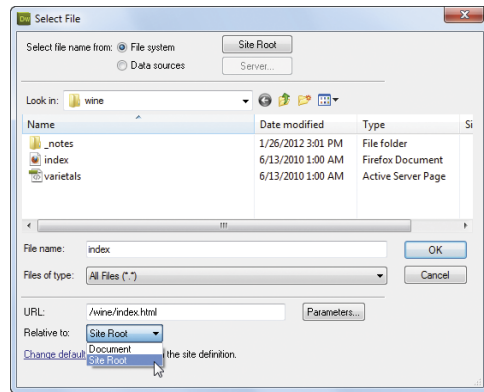 Dw Select File
Select file name from: File system Site Root
Data sources Server...
Look in: wine
Name Date modified Type Si
_notes 1/26/2012 3:01 PM File folder
index 6/13/2010 1:00 AM Firefox Document
varietals 6/13/2010 1:00 AM Active Server Page
File name: index OK
Files of type: All Files (*.*) Cancel
URL: /wine/index.html Parameters...
Relative to: Site Root
Document
Change default the site definition.
Site Root